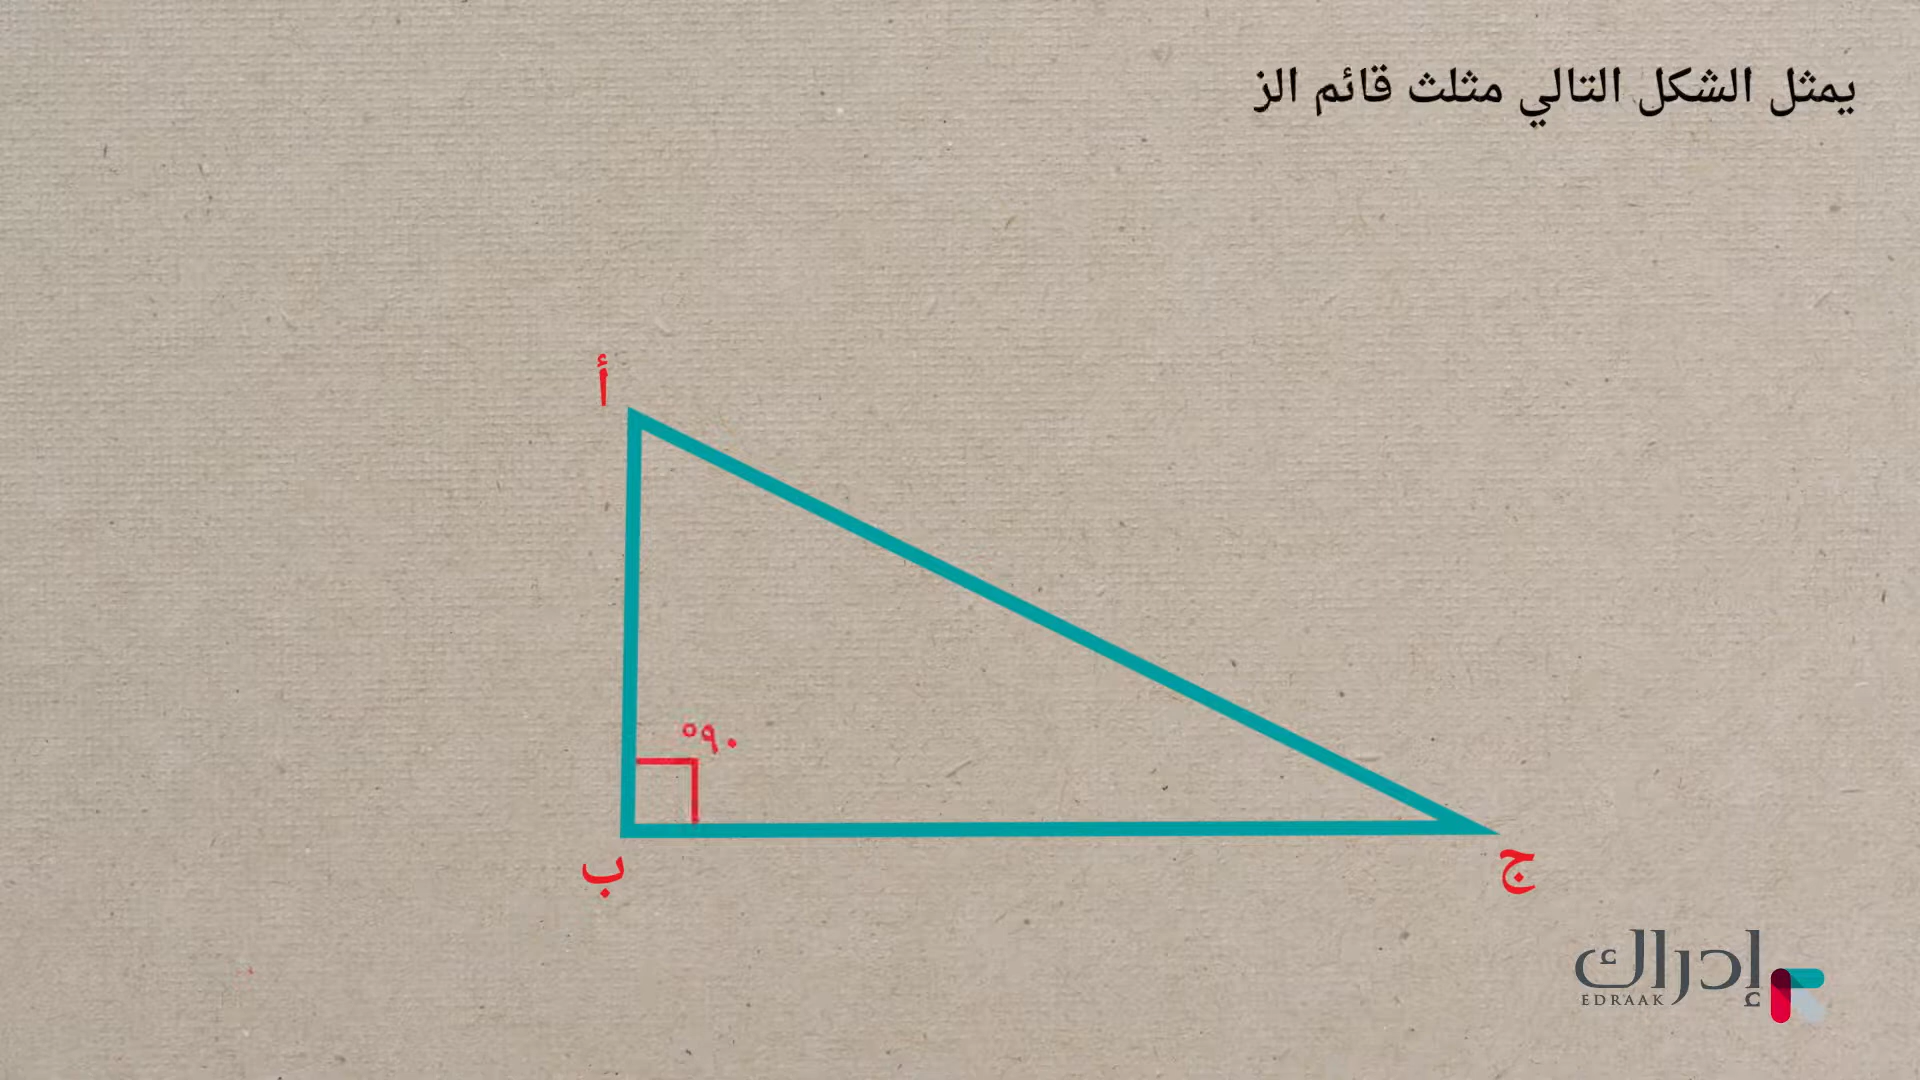 يمثل الشكل التالي مثلث قائم الز
أ
٩٠°
ب
ج
إدراك
EDRAAK